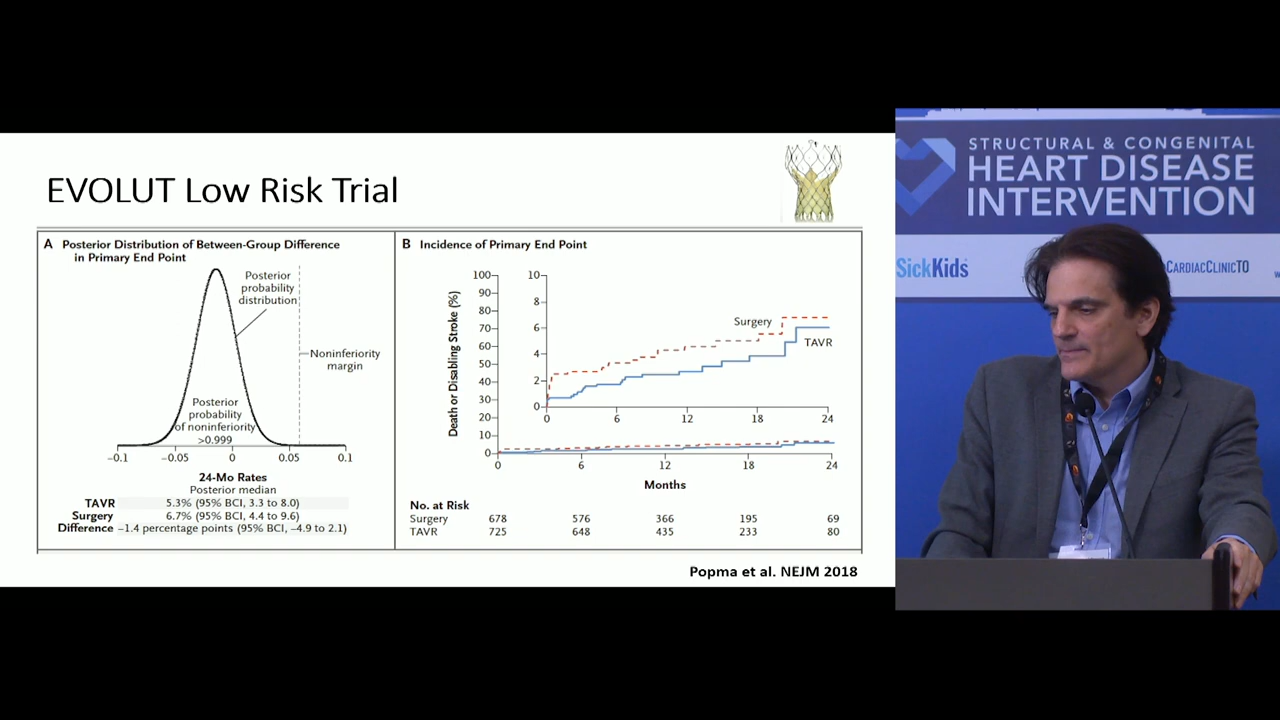 EVOLUT Low Risk Trial
A Posterior Distribution of Between-Group Difference
in Primary End Point
Posterior
probability
distribution
Noninferiority
margin
Posterior
probability
of noninferiority
>0.999
−0.1 −0.05 0 0.05 0.1
24-Mo Rates
Posterior median
TAVR 5.3% (95% BCI, 3.3 to 8.0)
Surgery 6.7% (95% BCI, 4.4 to 9.6)
Difference −1.4 percentage points (95% BCI, −4.9 to 2.1)
B Incidence of Primary End Point
Death or Disabling Stroke (%)
100
90
80
70
60
50
40
30
20
10
0
10
8
6
4
2
0
Surgery
TAVR
0 6 12 18 24
0 6 12 18 24
Months
No. at Risk
Surgery 678 576 366 195 69
TAVR 725 648 435 233 80
Popma et al. NEJM 2018
STRUCTURAL & CONGENITAL
HEART DISEASE
INTERVENTION
SickKids
CARDIACCLINICTO